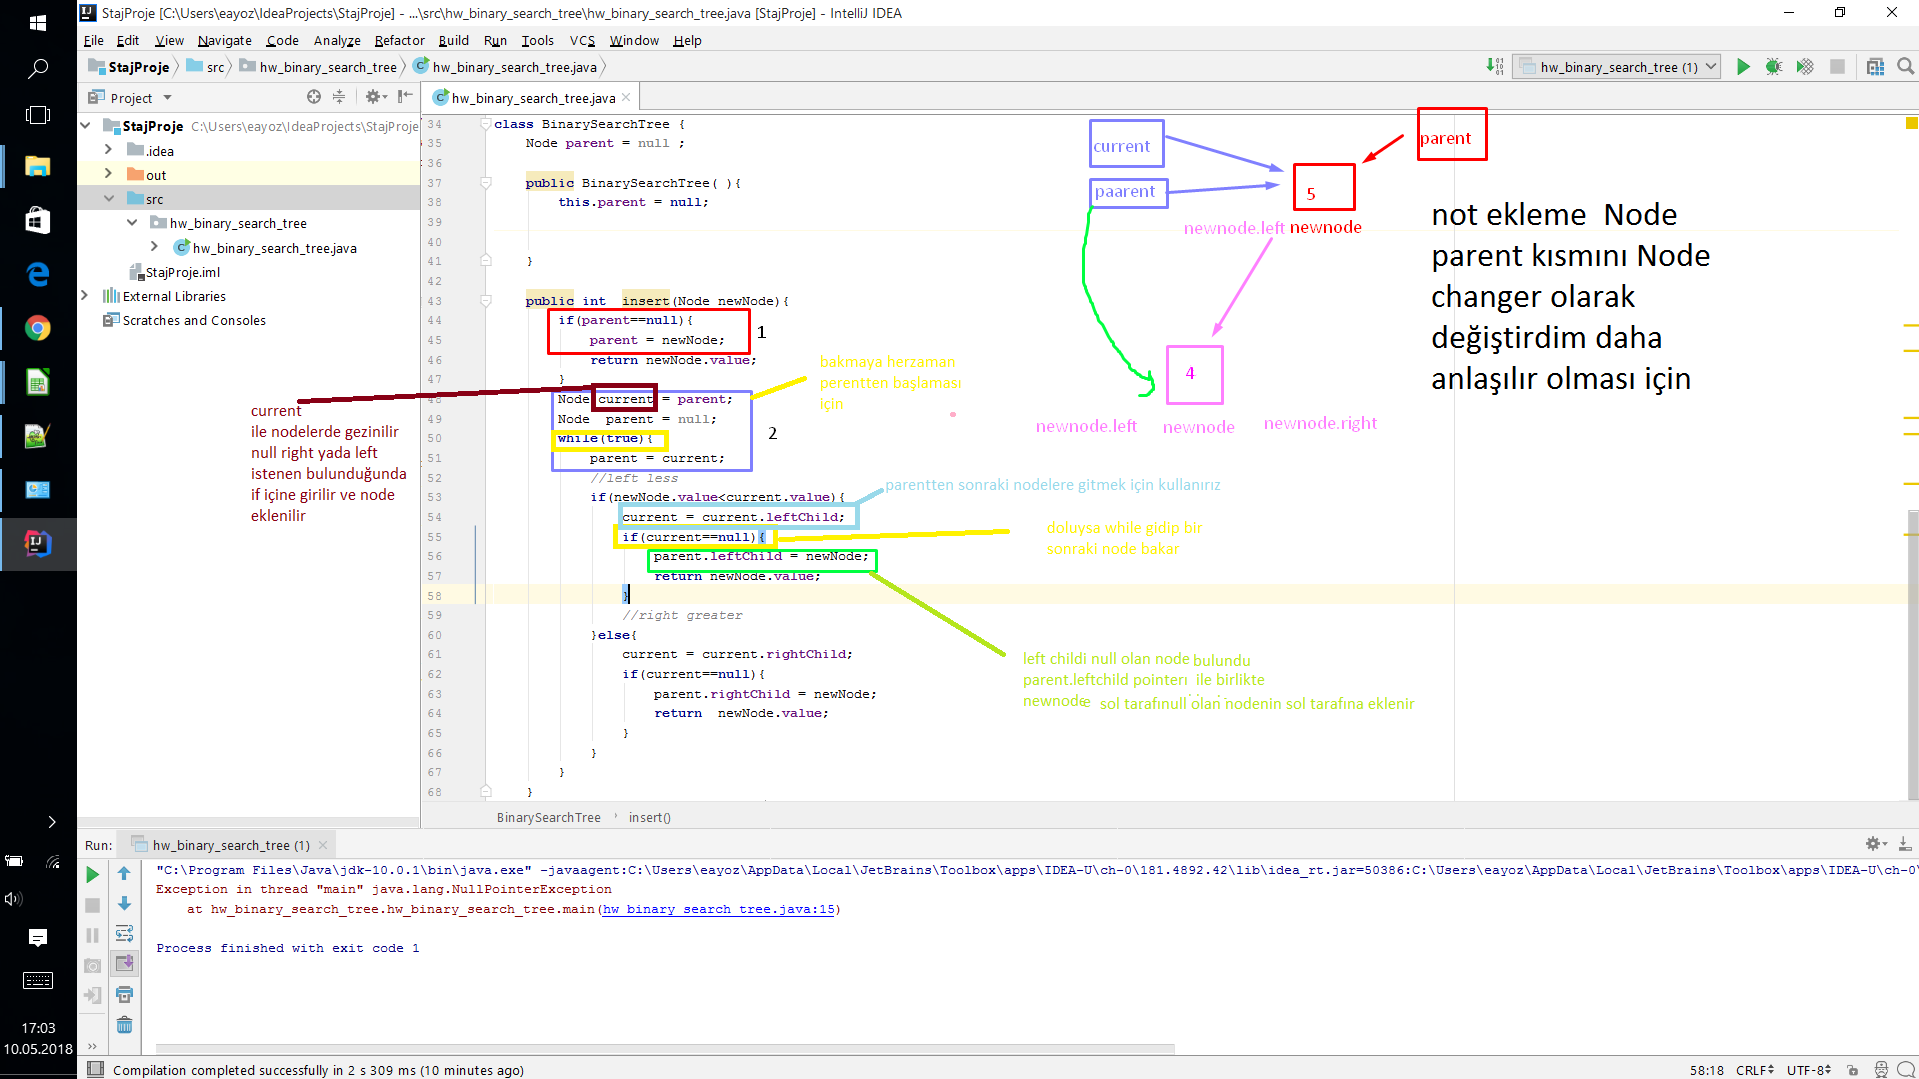 StajProje [C:\Users\eayoz\IdeaProjects\StajProje] - ...\src\hw_binary_search_tree\hw_binary_search_tree.java [StajProje] - IntelliJ IDEA
File Edit View Navigate Code Analyze Refactor Build Run Tools VCS Window Help
StajProje src hw_binary_search_tree hw_binary_search_tree.java
hw_binary_search_tree (1)
Project
hw_binary_search_tree.java
StajProje C:\Users\eayoz\IdeaProjects\StajProje
.idea
out
src
hw_binary_search_tree
hw_binary_search_tree.java
StajProje.iml
External Libraries
Scratches and Consoles
34 class BinarySearchTree {
35 Node parent = null ;
36
37 public BinarySearchTree( ){
38 this.parent = null;
39
40
41 }
42
43 public int insert(Node newNode){
44 if(parent==null){
45 parent = newNode;
46 return newNode.value;
47 }
48 Node current = parent;
49 Node parent = null;
50 while(true){
51 parent = current;
52 //left less
53 if(newNode.value<current.value){
54 current = current.leftChild;
55 if(current==null){
56 parent.leftChild = newNode;
57 return newNode.value;
58 }
59 //right greater
60 }else{
61 current = current.rightChild;
62 if(current==null){
63 parent.rightChild = newNode;
64 return newNode.value;
65 }
66 }
67 }
68 }
1
2
current
ile nodelerde gezinilir
null right yada left
istenen bulunduğunda
if içine girilir ve node
eklenilir
bakmaya herzaman
perentten başlaması
için
parentten sonraki nodelere gitmek için kullanırız
doluysa while gidip bir
sonraki node bakar
left childi null olan node bulundu
parent.leftchild pointerı ile birlikte
newnode e sol tarafınull olan nodenin sol tarafına eklenir
current
paarent
parent
5
newnode.left newnode
4
newnode.left newnode newnode.right
not ekleme Node
parent kısmını Node
changer olarak
değiştirdim daha
anlaşılır olması için
BinarySearchTree insert()
Run: hw_binary_search_tree (1)
"C:\Program Files\Java\jdk-10.0.1\bin\java.exe" -javaagent:C:\Users\eayoz\AppData\Local\JetBrains\Toolbox\apps\IDEA-U\ch-0\181.4892.42\lib\idea_rt.jar=50386:C:\Users\eayoz\AppData\Local\JetBrains\Toolbox\apps\IDEA-U\ch-0\
Exception in thread "main" java.lang.NullPointerException
at hw_binary_search_tree.hw_binary_search_tree.main(hw_binary_search_tree.java:15)
Process finished with exit code 1
17:03
10.05.2018
Compilation completed successfully in 2 s 309 ms (10 minutes ago)
58:18 CRLF UTF-8